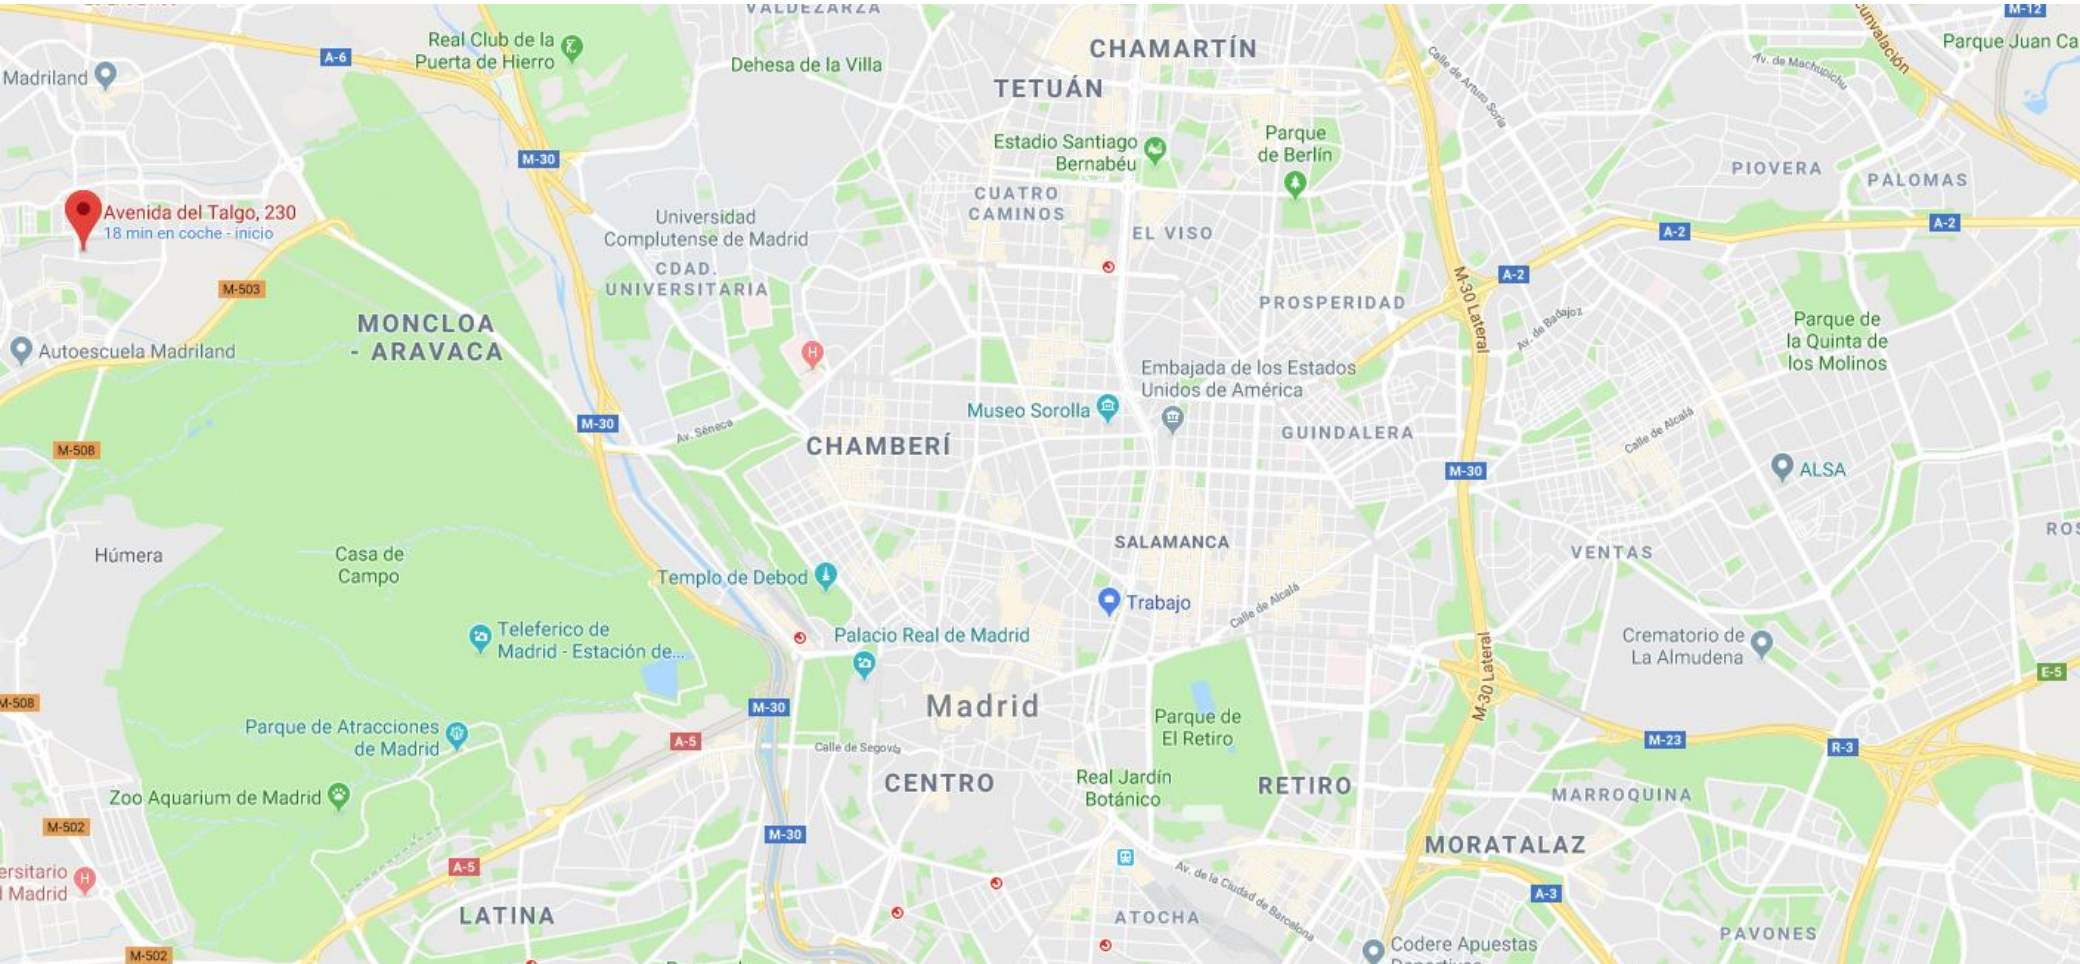 VALDEZARZA
M-12
Real Club de la
Puerta de Hierro
A-6
Madriland
Dehesa de la Villa
CHAMARTÍN
TETUÁN
Calle de Arturo Soria
Av. de Machupichu
Parque Juan Ca
M-30
Estadio Santiago
Bernabéu
Parque
de Berlín
PIOVERA
PALOMAS
CUATRO
CAMINOS
Avenida del Talgo, 230
18 min en coche - inicio
Universidad
Complutense de Madrid
EL VISO
A-2
A-2
CDAD.
UNIVERSITARIA
A-2
M-503
PROSPERIDAD
M-30 Lateral
Av. de Badajoz
MONCLOA
- ARAVACA
Autoescuela Madriland
H
Parque de
la Quinta de
los Molinos
Embajada de los Estados
Unidos de América
Museo Sorolla
M-30
Av. Séneca
CHAMBERÍ
GUINDALERA
Calle de Alcalá
M-508
M-30
ALSA
ROS
Húmera
Casa de
Campo
SALAMANCA
VENTAS
Templo de Debod
Trabajo
Calle de Alcalá
Teleferico de
Madrid - Estación de...
Palacio Real de Madrid
Crematorio de
La Almudena
M-30 Lateral
E-5
M-508
M-30
Madrid
Parque de Atracciones
de Madrid
A-5
Calle de Segovia
Parque de
El Retiro
M-23
R-3
CENTRO
Real Jardín
Botánico
RETIRO
Zoo Aquarium de Madrid
MARROQUINA
M-502
M-30
MORATALAZ
A-5
ersitario
Madrid
H
Av. de la Ciudad de Barcelona
A-3
LATINA
ATOCHA
PAVONES
M-502
Codere Apuestas